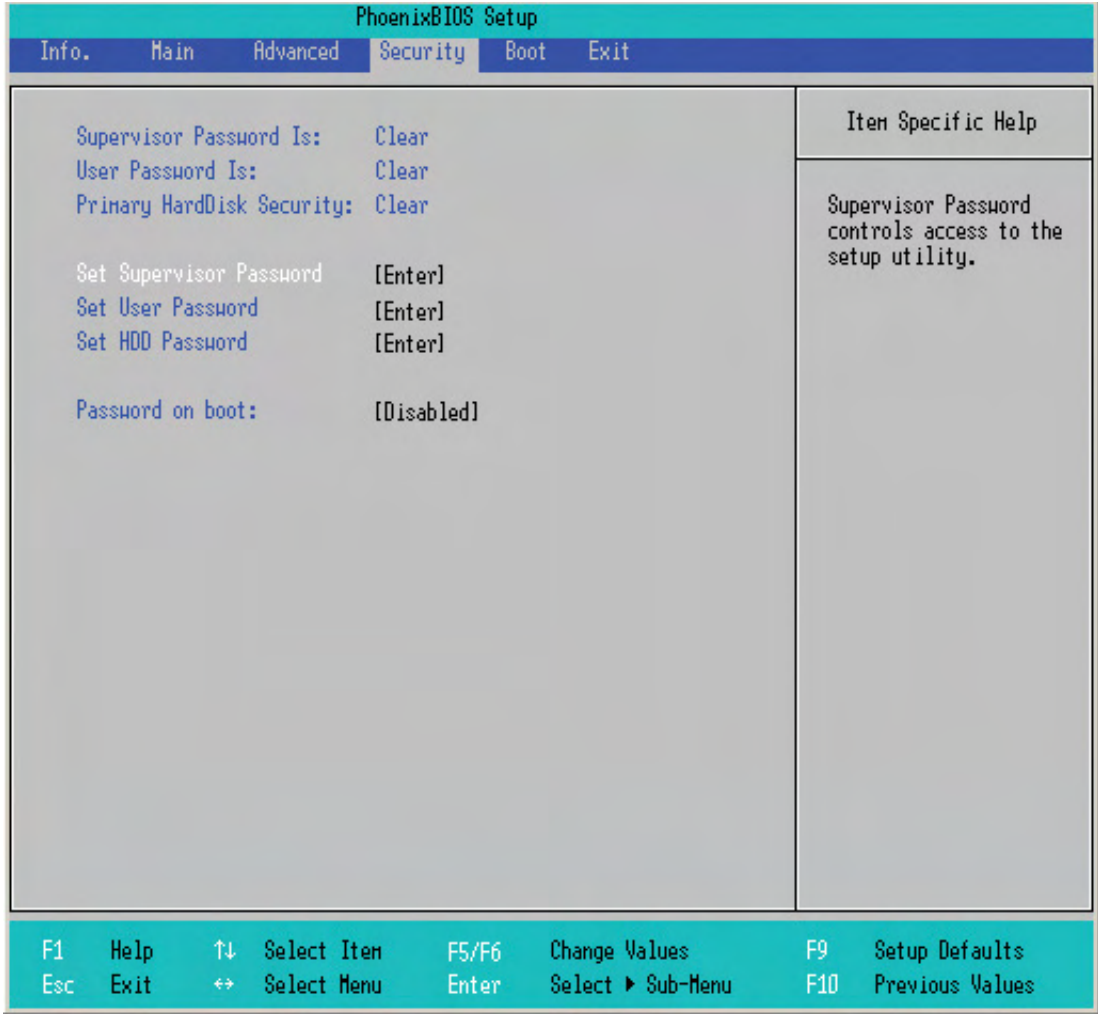 PhoenixBIOS Setup
Info. Main Advanced Security Boot Exit
Supervisor Password Is: Clear
User Password Is: Clear
Primary HardDisk Security: Clear
Set Supervisor Password [Enter]
Set User Password [Enter]
Set HDD Password [Enter]
Password on boot: [Disabled]
Item Specific Help
Supervisor Password
controls access to the
setup utility.
F1 Help ↑↓ Select Item F5/F6 Change Values F9 Setup Defaults
Esc Exit ↔ Select Menu Enter Select ▶ Sub-Menu F10 Previous Values